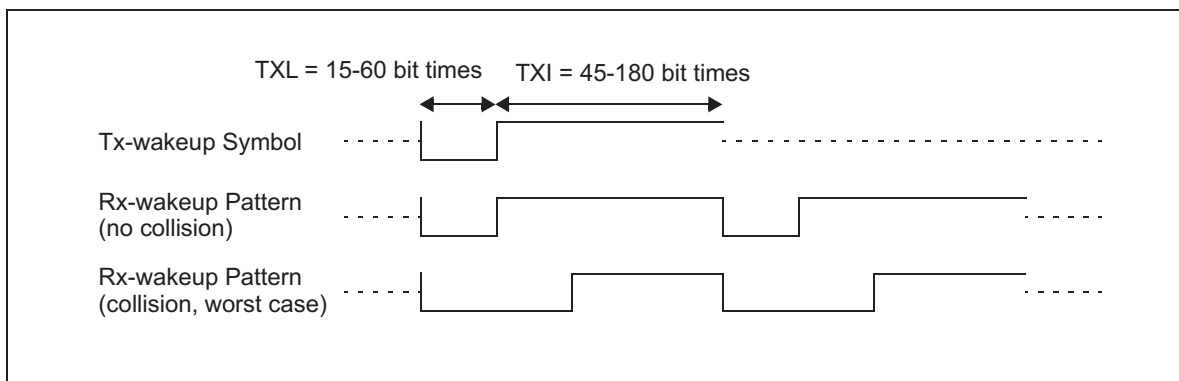 TXL = 15-60 bit times TXI = 45-180 bit times
Tx-wakeup Symbol
Rx-wakeup Pattern
(no collision)
Rx-wakeup Pattern
(collision, worst case)